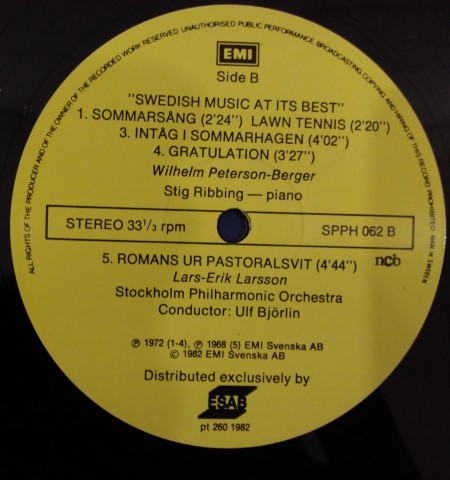 ALL RIGHTS OF THE PRODUCER AND OF THE OWNER OF THE RECORDED WORK RESERVED. UNAUTHORISED PUBLIC PERFORMANCE, BROADCASTING, COPYING AND HIRING OF THIS RECORD PROHIBITED. MADE IN SWEDEN
EMI
Side B
"SWEDISH MUSIC AT ITS BEST"
1. SOMMARSÅNG (2'24") LAWN TENNIS (2'20")
3. INTÅG I SOMMARHAGEN (4'02")
4. GRATULATION (3'27")
Wilhelm Peterson-Berger
Stig Ribbing — piano
STEREO 33 1/3 rpm
SPPH 062 B
5. ROMANS UR PASTORALSVIT (4'44")
ncb
Lars-Erik Larsson
Stockholm Philharmonic Orchestra
Conductor: Ulf Björlin
℗ 1972 (1-4), ℗ 1968 (5) EMI Svenska AB
© 1982 EMI Svenska AB
Distributed exclusively by
ESAB
pt 260 1982